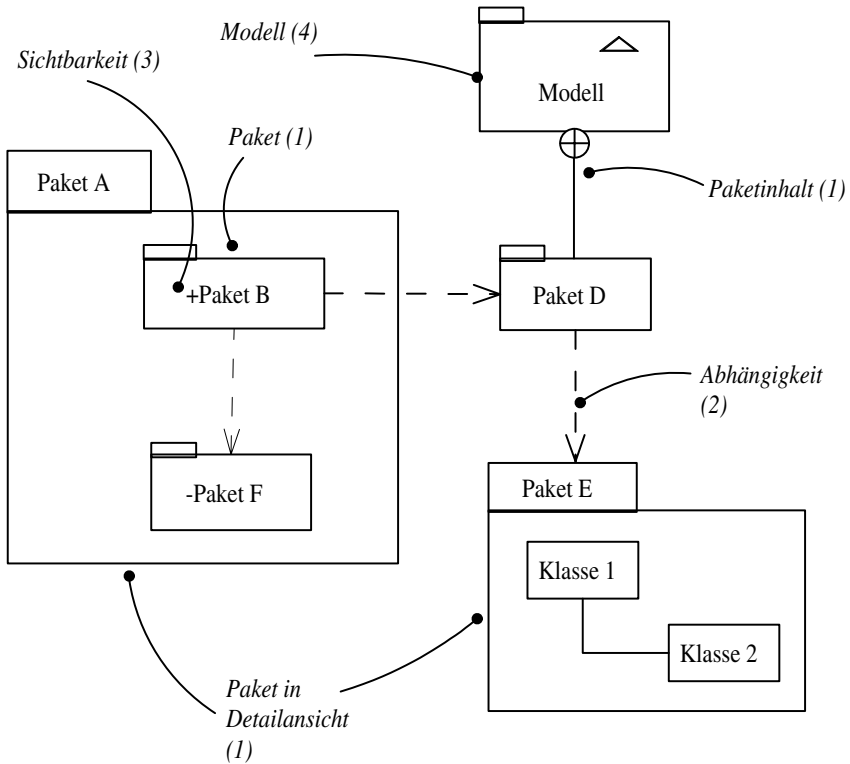 Modell (4)
Sichtbarkeit (3)
Modell
Paket (1)
Paket A
Paketinhalt (1)
+Paket B
Paket D
Abhängigkeit
(2)
-Paket F
Paket E
Klasse 1
Klasse 2
Paket in
Detailansicht
(1)